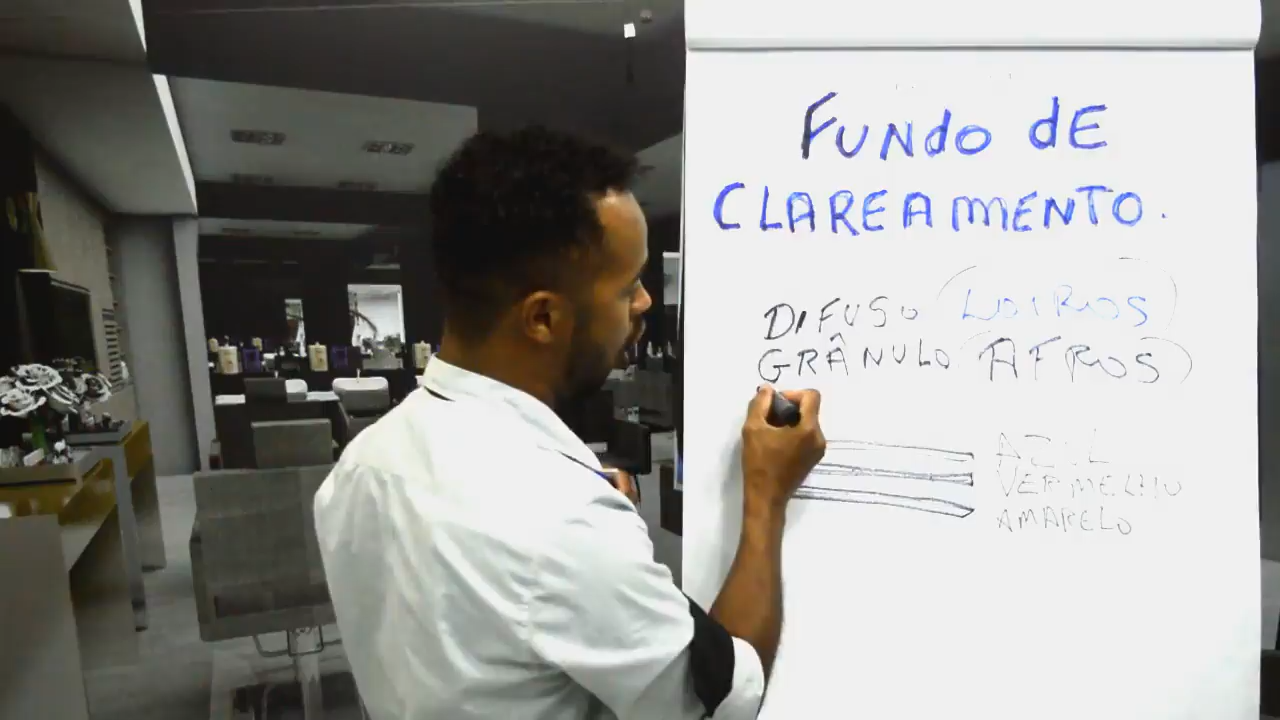 FUNDO dE
CLAREAMENTO.
DIFUSO (LOIROS)
GRÂNULO (AFROS)
AZUL
VERMELHO
AMARELO